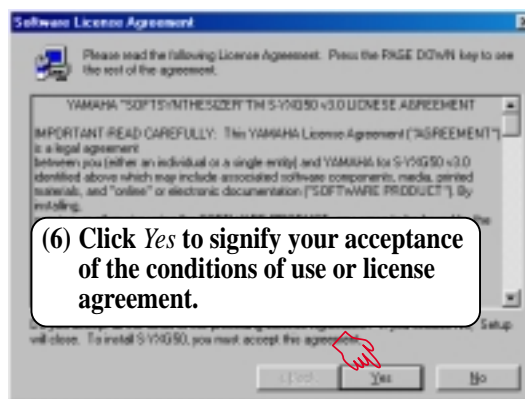 Software License Agreement
Please read the following License Agreement. Press the PAGE DOWN key to see
the rest of the agreement.
YAMAHA "SOFTSYNTHESIZER"TM S-YXG50 v3.0 LICNESE AGREEMENT
IMPORTANT-READ CAREFULLY: This YAMAHA License Agreement ("AGREEMENT")
is a legal agreement
between you (either an individual or a single entity) and YAMAHA for S-YXG50 v3.0
identified above which may include associated software components, media, printed
materials, and "online" or electronic documentation ("SOFTWARE PRODUCT"). By
installing,
(6) Click Yes to signify your acceptance
of the conditions of use or license
agreement.
Setup
will close. To install S-YXG50, you must accept this agreement.
< Back
Yes
No